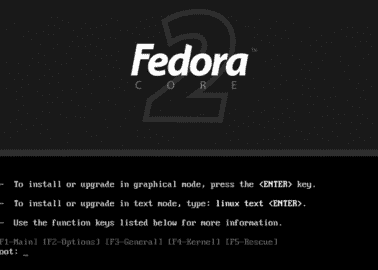 2
Fedora™
CORE
-  To install or upgrade in graphical mode, press the <ENTER> key.
-  To install or upgrade in text mode, type: linux text <ENTER>.
-  Use the function keys listed below for more information.
F1-Main] [F2-Options] [F3-General] [F4-Kernel] [F5-Rescue]
oot: _